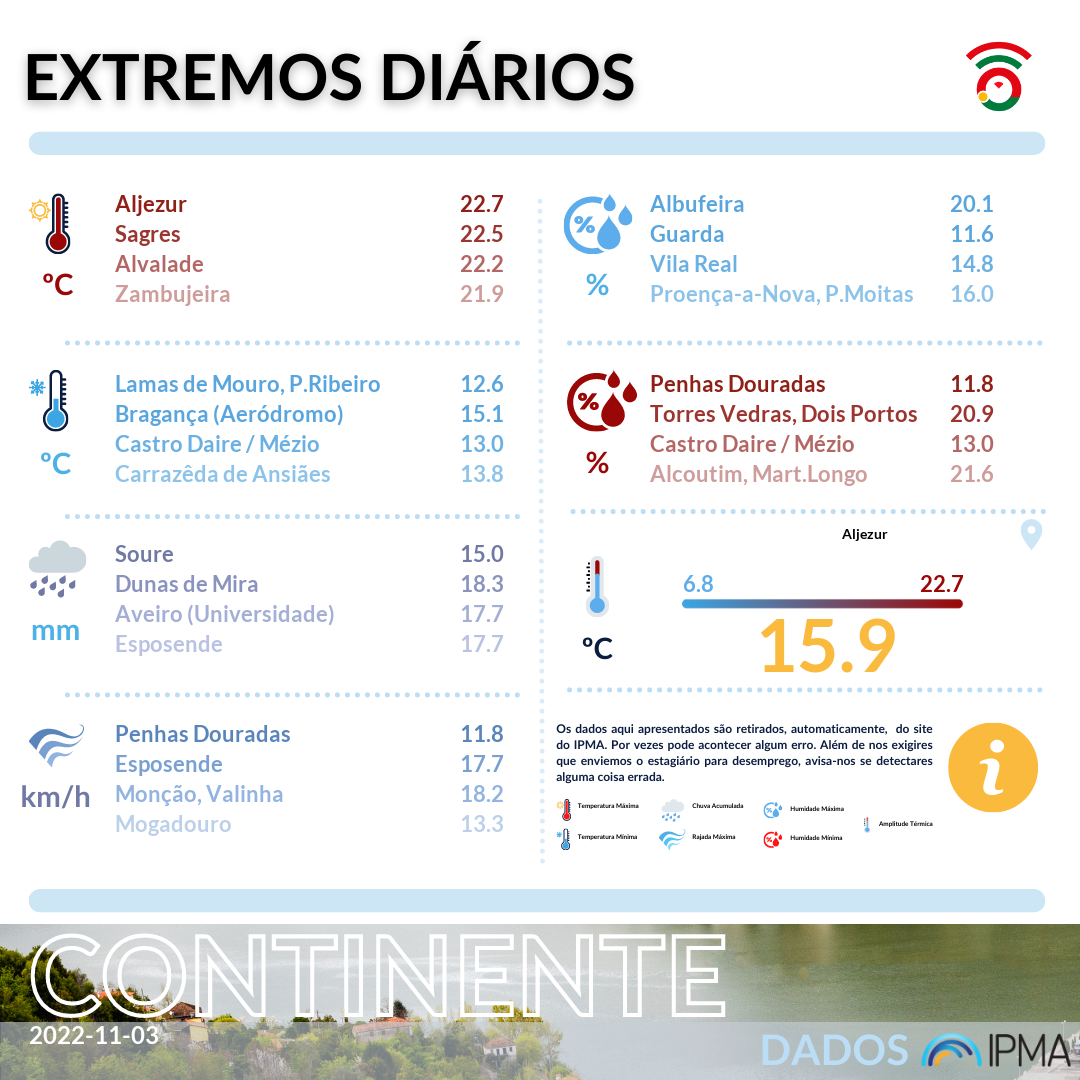 EXTREMOS DIÁRIOS
Aljezur 22.7
Sagres 22.5
Alvalade 22.2
Zambujeira 21.9
ºC
Lamas de Mouro, P.Ribeiro 12.6
Bragança (Aeródromo) 15.1
Castro Daire / Mézio 13.0
Carrazêda de Ansiães 13.8
ºC
Soure 15.0
Dunas de Mira 18.3
Aveiro (Universidade) 17.7
Esposende 17.7
mm
Penhas Douradas 11.8
Esposende 17.7
Monção, Valinha 18.2
Mogadouro 13.3
km/h
%
Albufeira 20.1
Guarda 11.6
Vila Real 14.8
Proença-a-Nova, P.Moitas 16.0
%
%
Penhas Douradas 11.8
Torres Vedras, Dois Portos 20.9
Castro Daire / Mézio 13.0
Alcoutim, Mart.Longo 21.6
%
Aljezur
6.8 22.7
15.9
ºC
Os dados aqui apresentados são retirados, automaticamente, do site
do IPMA. Por vezes pode acontecer algum erro. Além de nos exigires
que enviemos o estagiário para desemprego, avisa-nos se detectares
alguma coisa errada.
i
Temperatura Máxima Chuva Acumulada Humidade Máxima
Amplitude Térmica
Temperatura Mínima Rajada Máxima Humidade Mínima
CONTINENTE
2022-11-03
DADOS IPMA